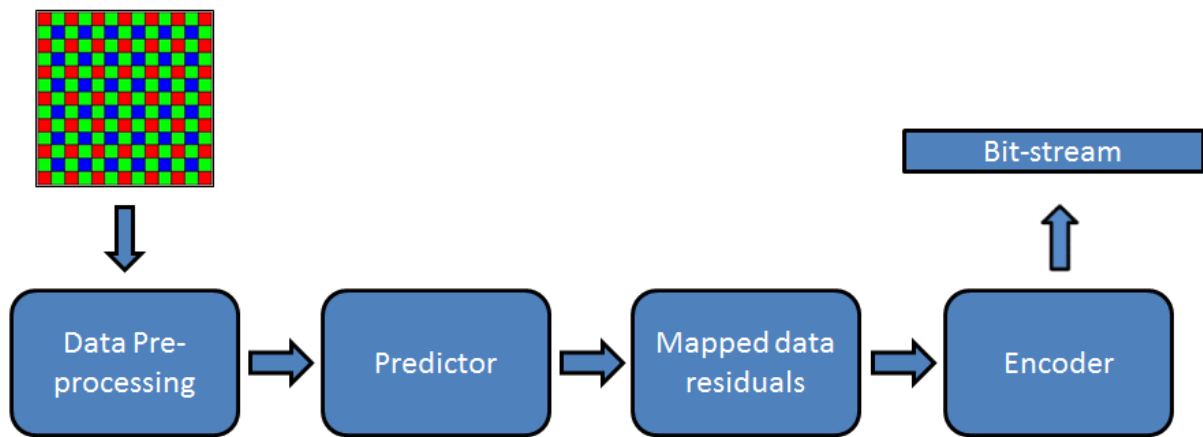 Bit-stream
Data Pre-
processing
Predictor
Mapped data
residuals
Encoder